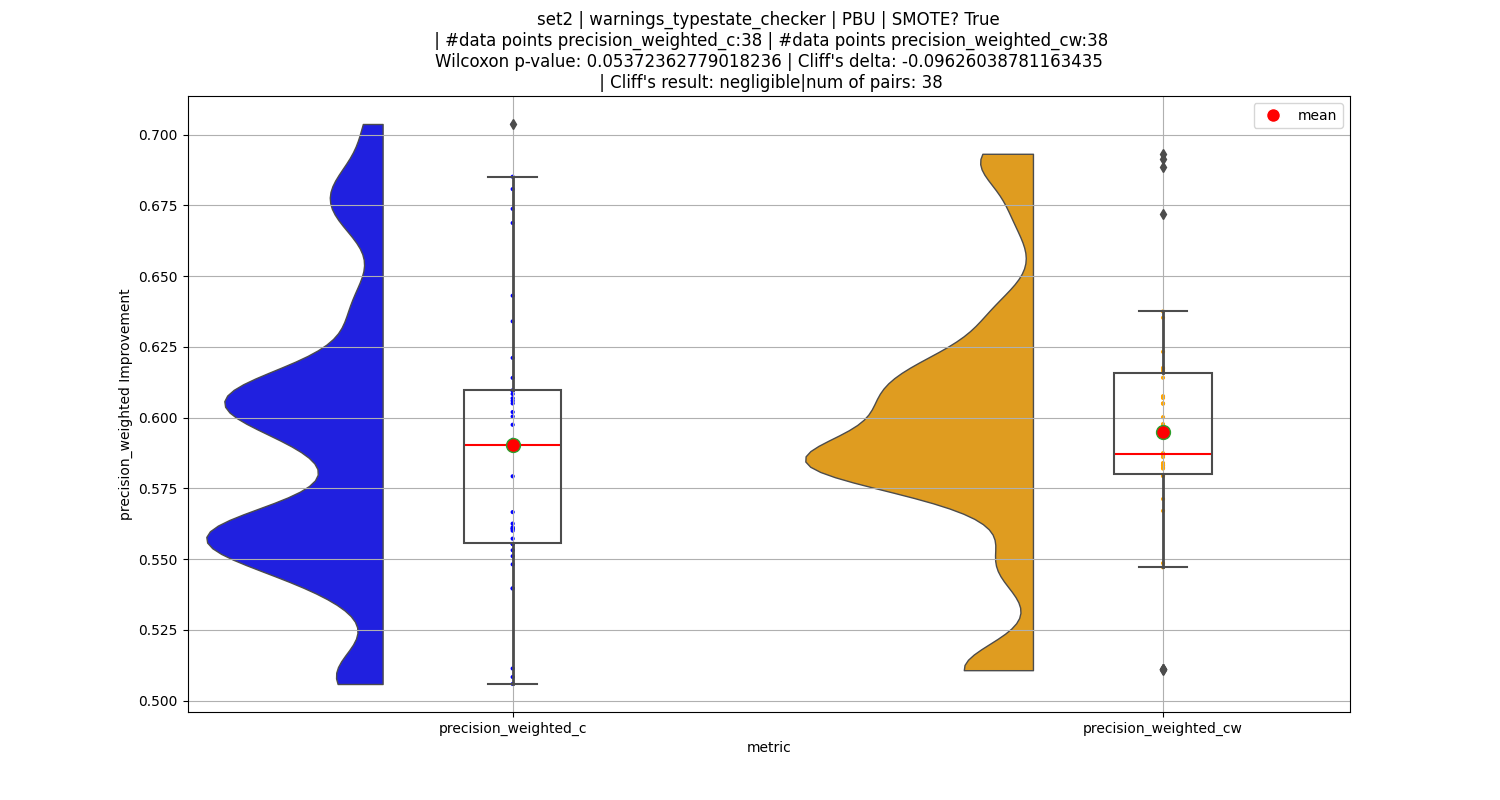 set2 | warnings_typestate_checker | PBU | SMOTE? True
| #data points precision_weighted_c:38 | #data points precision_weighted_cw:38
Wilcoxon p-value: 0.05372362779018236 | Cliff's delta: -0.09626038781163435
| Cliff's result: negligible|num of pairs: 38
mean
precision_weighted Improvement
0.700
0.675
0.650
0.625
0.600
0.575
0.550
0.525
0.500
precision_weighted_c
precision_weighted_cw
metric